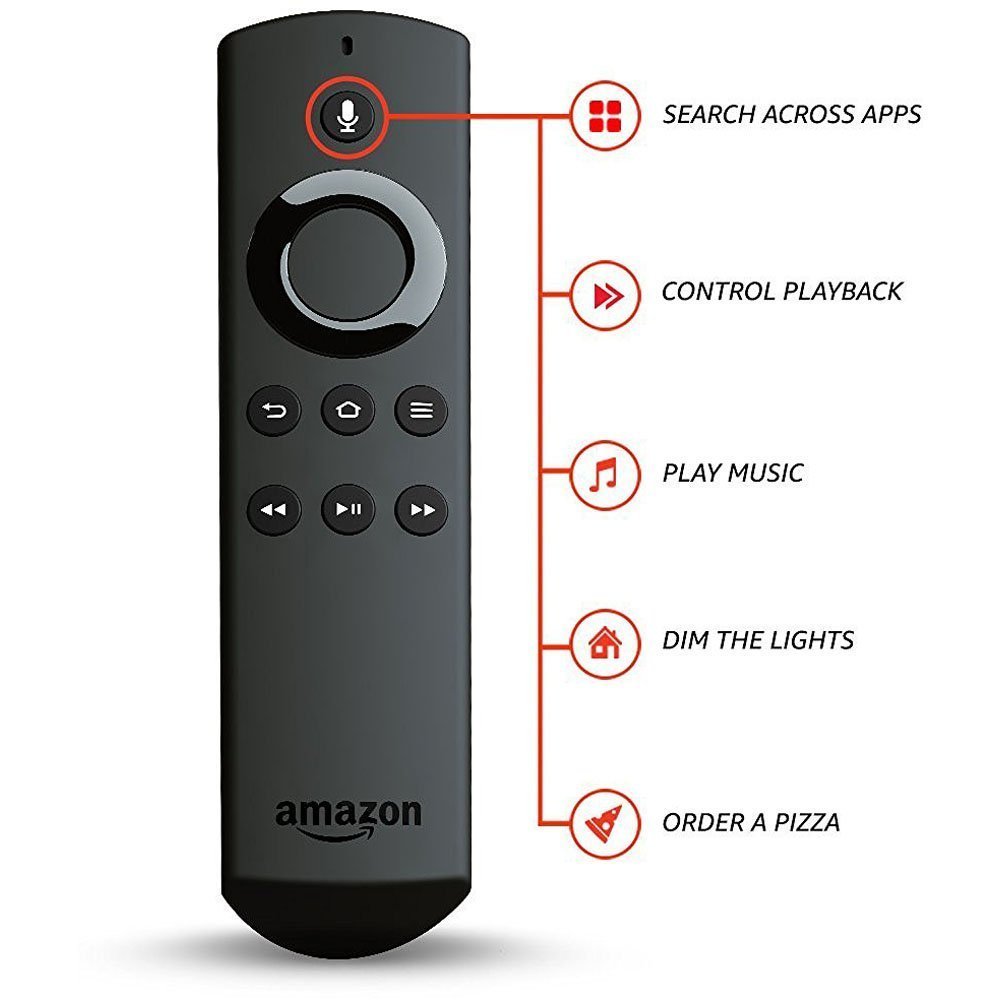 SEARCH ACROSS APPS
CONTROL PLAYBACK
PLAY MUSIC
DIM THE LIGHTS
ORDER A PIZZA
amazon